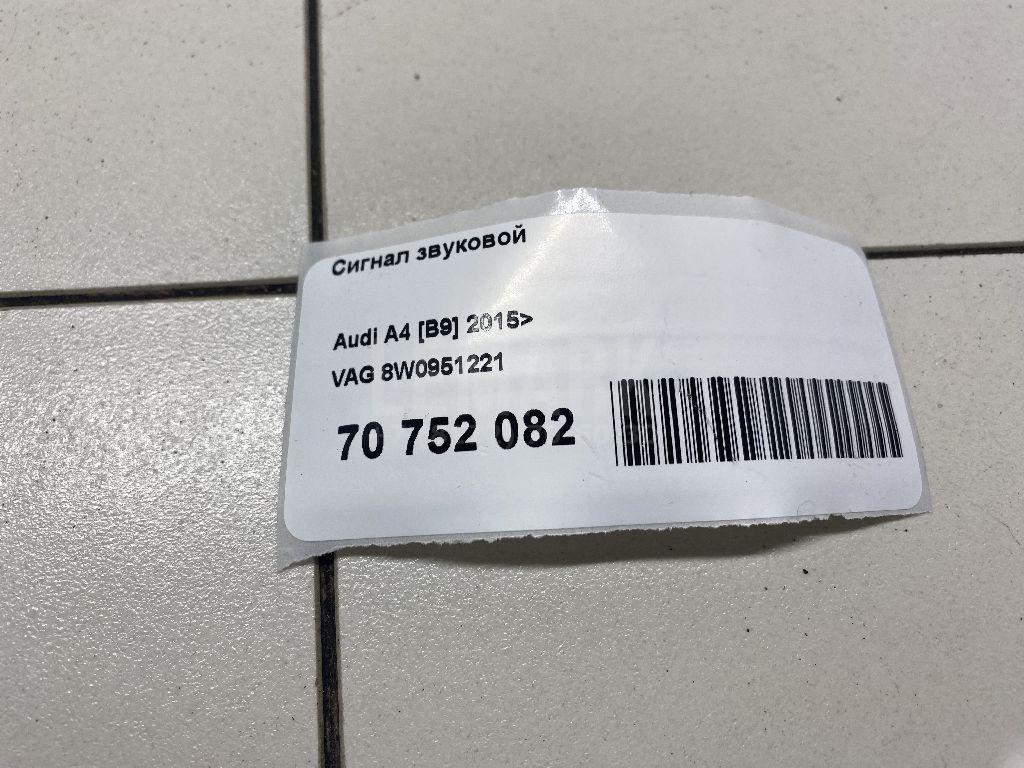 Сигнал звуковой
Audi A4 [B9] 2015>
VAG 8W0951221
70 752 082